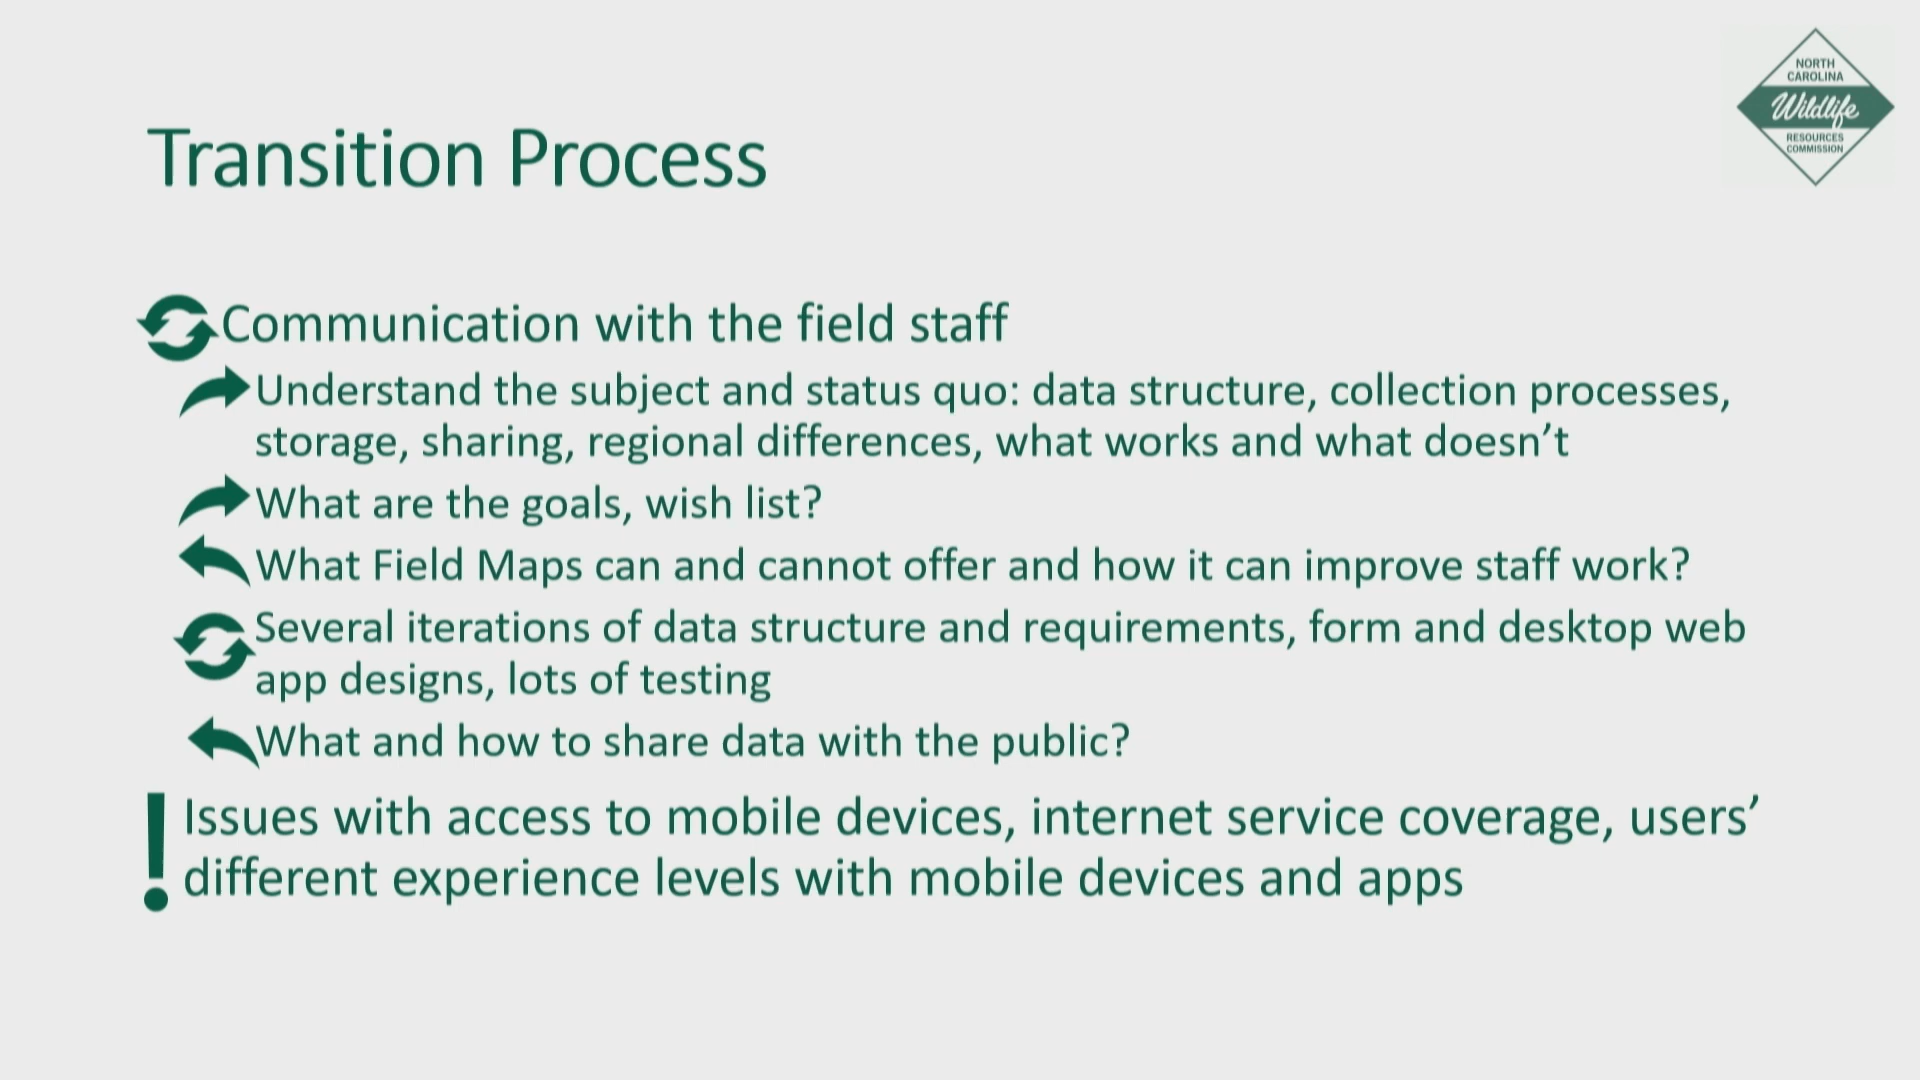 NORTH
CAROLINA
Wildlife
RESOURCES
COMMISSION
Transition Process
Communication with the field staff
Understand the subject and status quo: data structure, collection processes,
storage, sharing, regional differences, what works and what doesn’t
What are the goals, wish list?
What Field Maps can and cannot offer and how it can improve staff work?
Several iterations of data structure and requirements, form and desktop web
app designs, lots of testing
What and how to share data with the public?
! Issues with access to mobile devices, internet service coverage, users’
different experience levels with mobile devices and apps